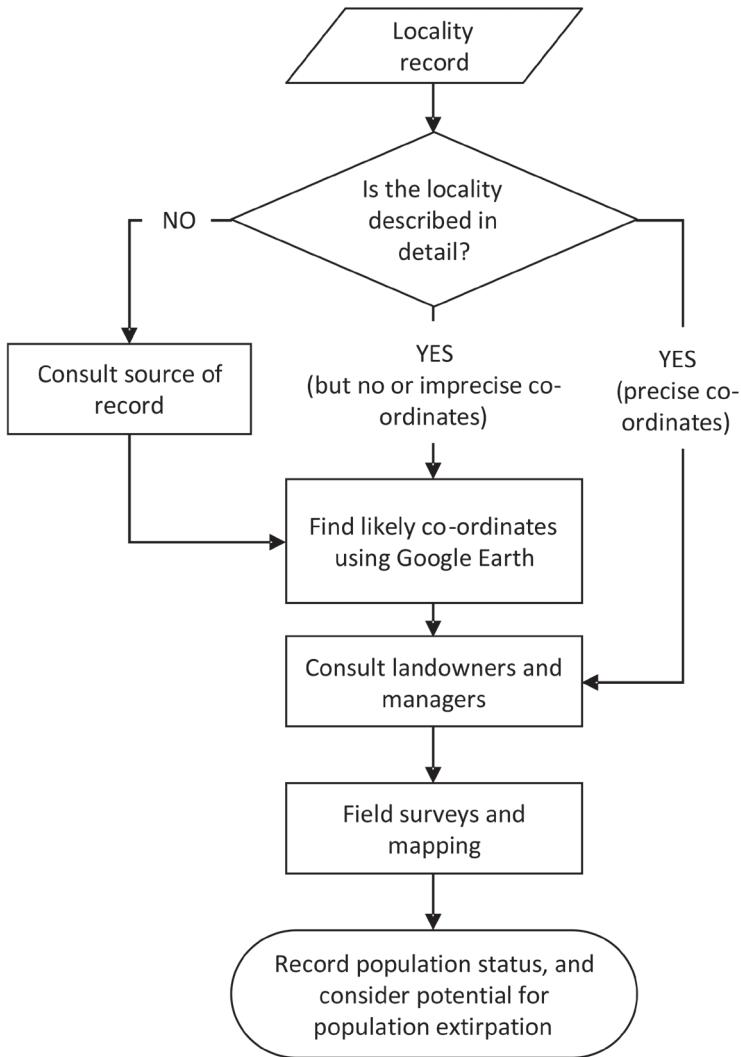 Locality
record
Is the locality
described in
detail?
NO
Consult source of
record
YES
(but no or imprecise co-
ordinates)
YES
(precise co-
ordinates)
Find likely co-ordinates
using Google Earth
Consult landowners and
managers
Field surveys and
mapping
Record population status, and
consider potential for
population extirpation